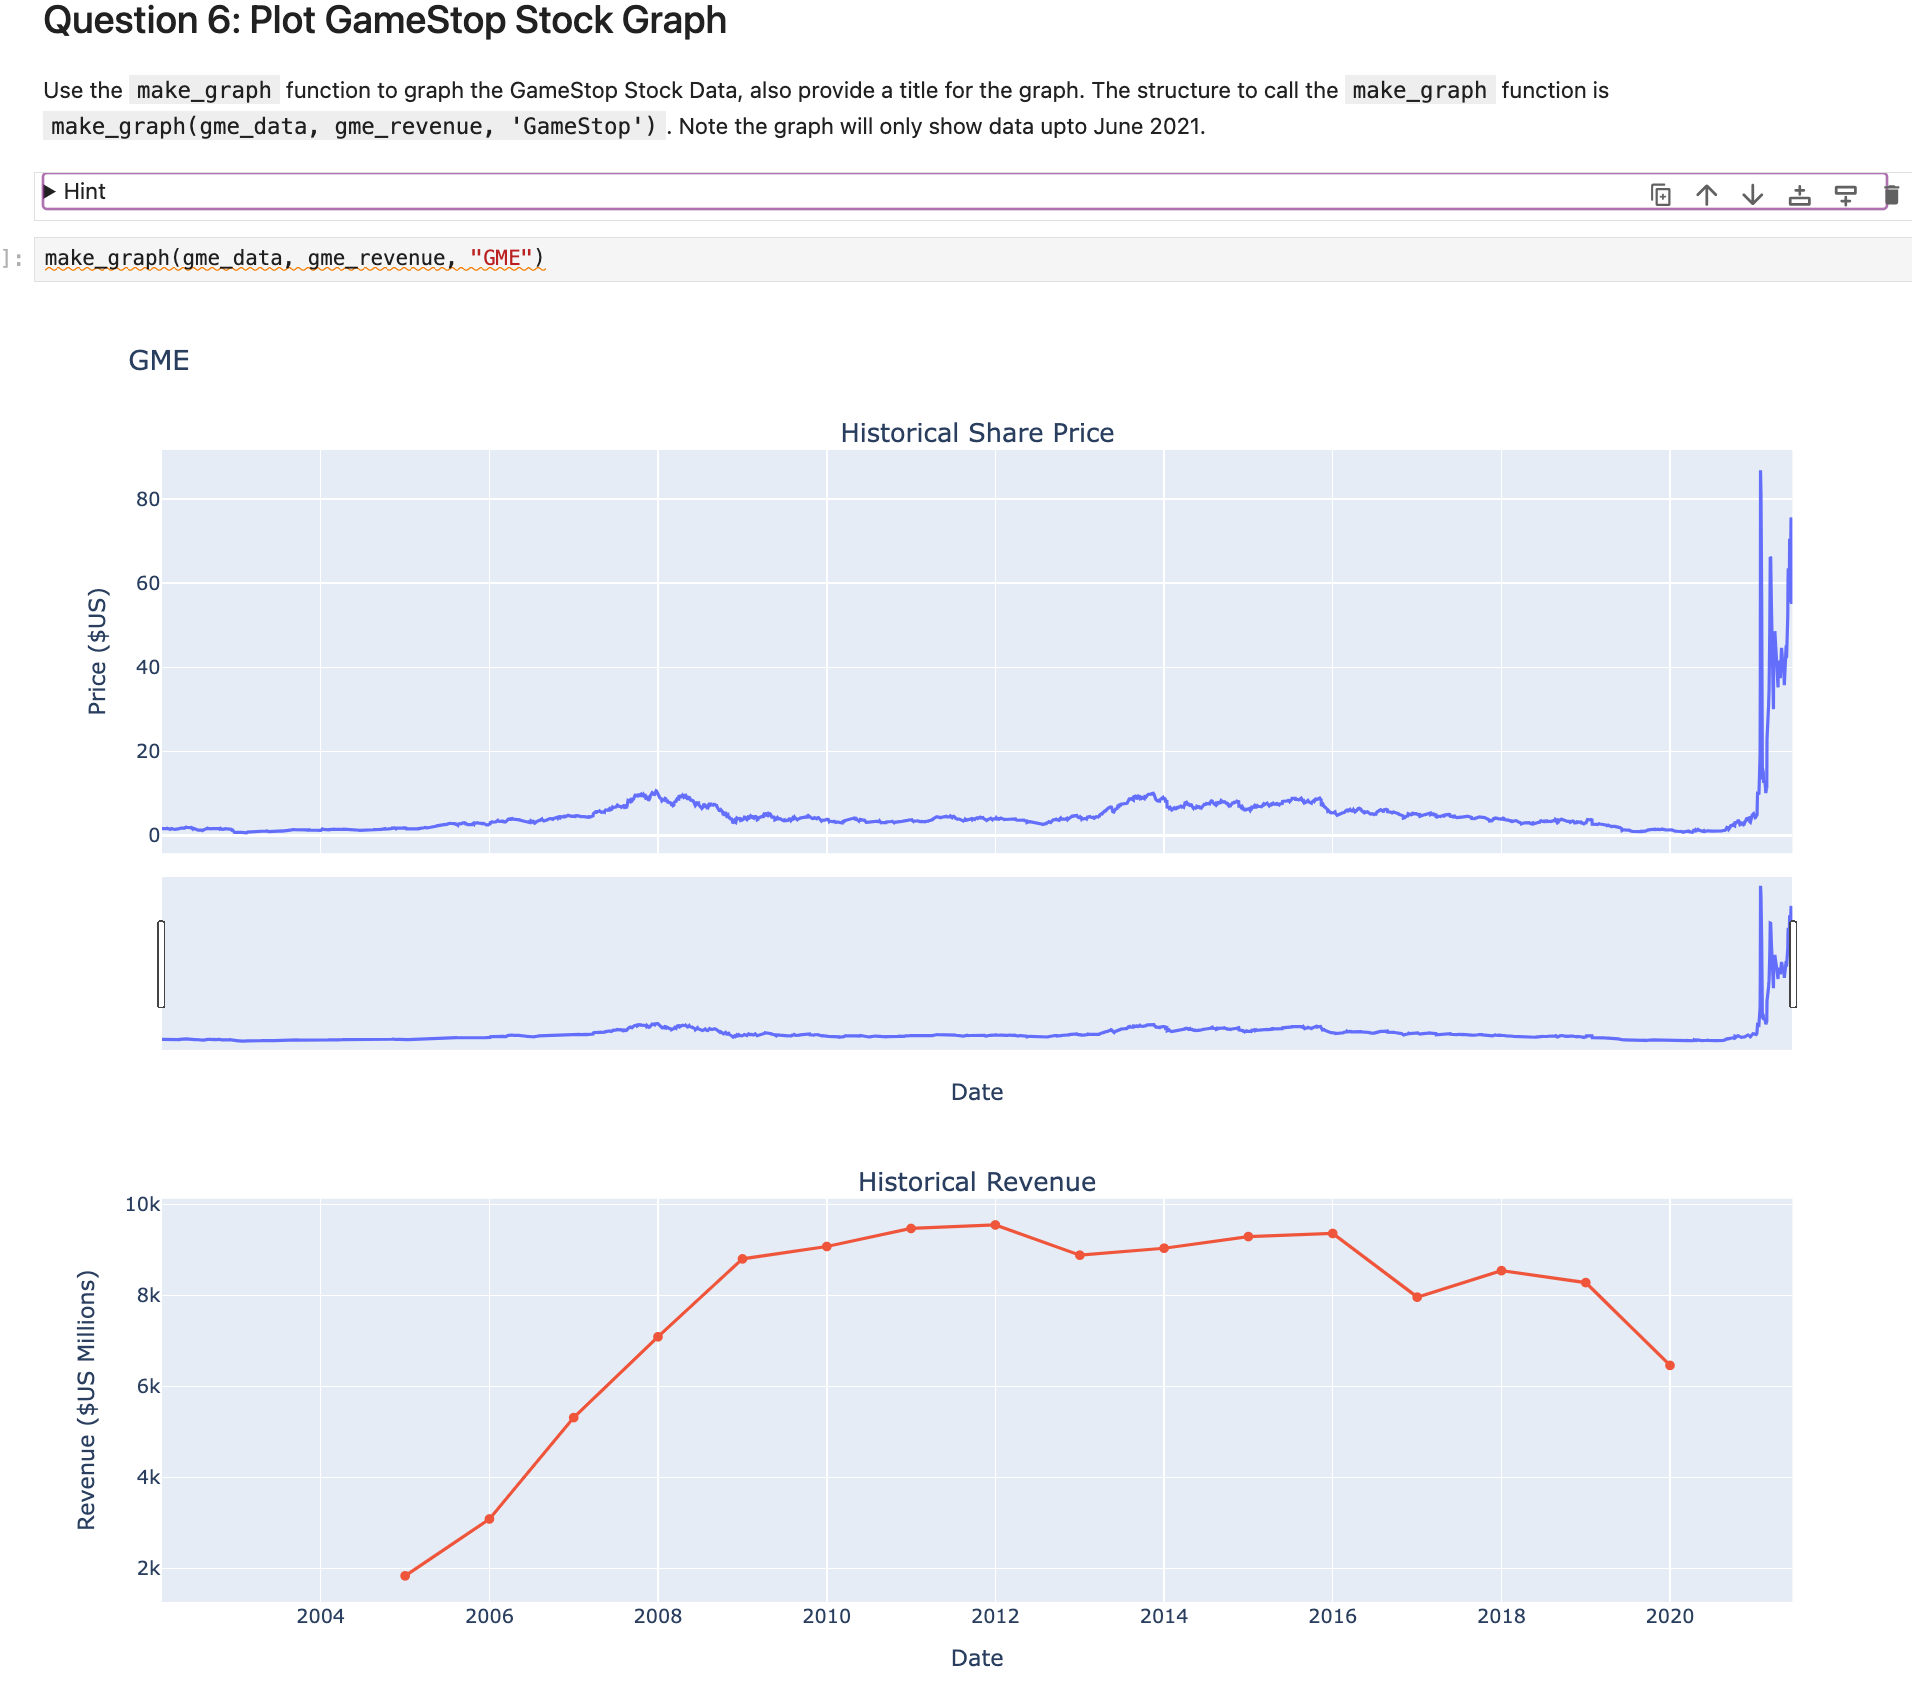 Question 6: Plot GameStop Stock Graph
Use the make_graph function to graph the GameStop Stock Data, also provide a title for the graph. The structure to call the make_graph function is
make_graph(gme_data, gme_revenue, 'GameStop') . Note the graph will only show data upto June 2021.
Hint
]: make_graph(gme_data, gme_revenue, "GME")
GME
Historical Share Price
Price ($US)
80
60
40
20
0
Date
Historical Revenue
Revenue ($US Millions)
10k
8k
6k
4k
2k
2004 2006 2008 2010 2012 2014 2016 2018 2020
Date